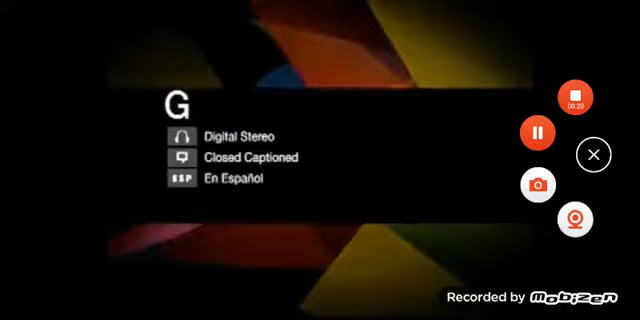 G
Digital Stereo
Closed Captioned
ESP En Español
00:20
Recorded by Mobizen